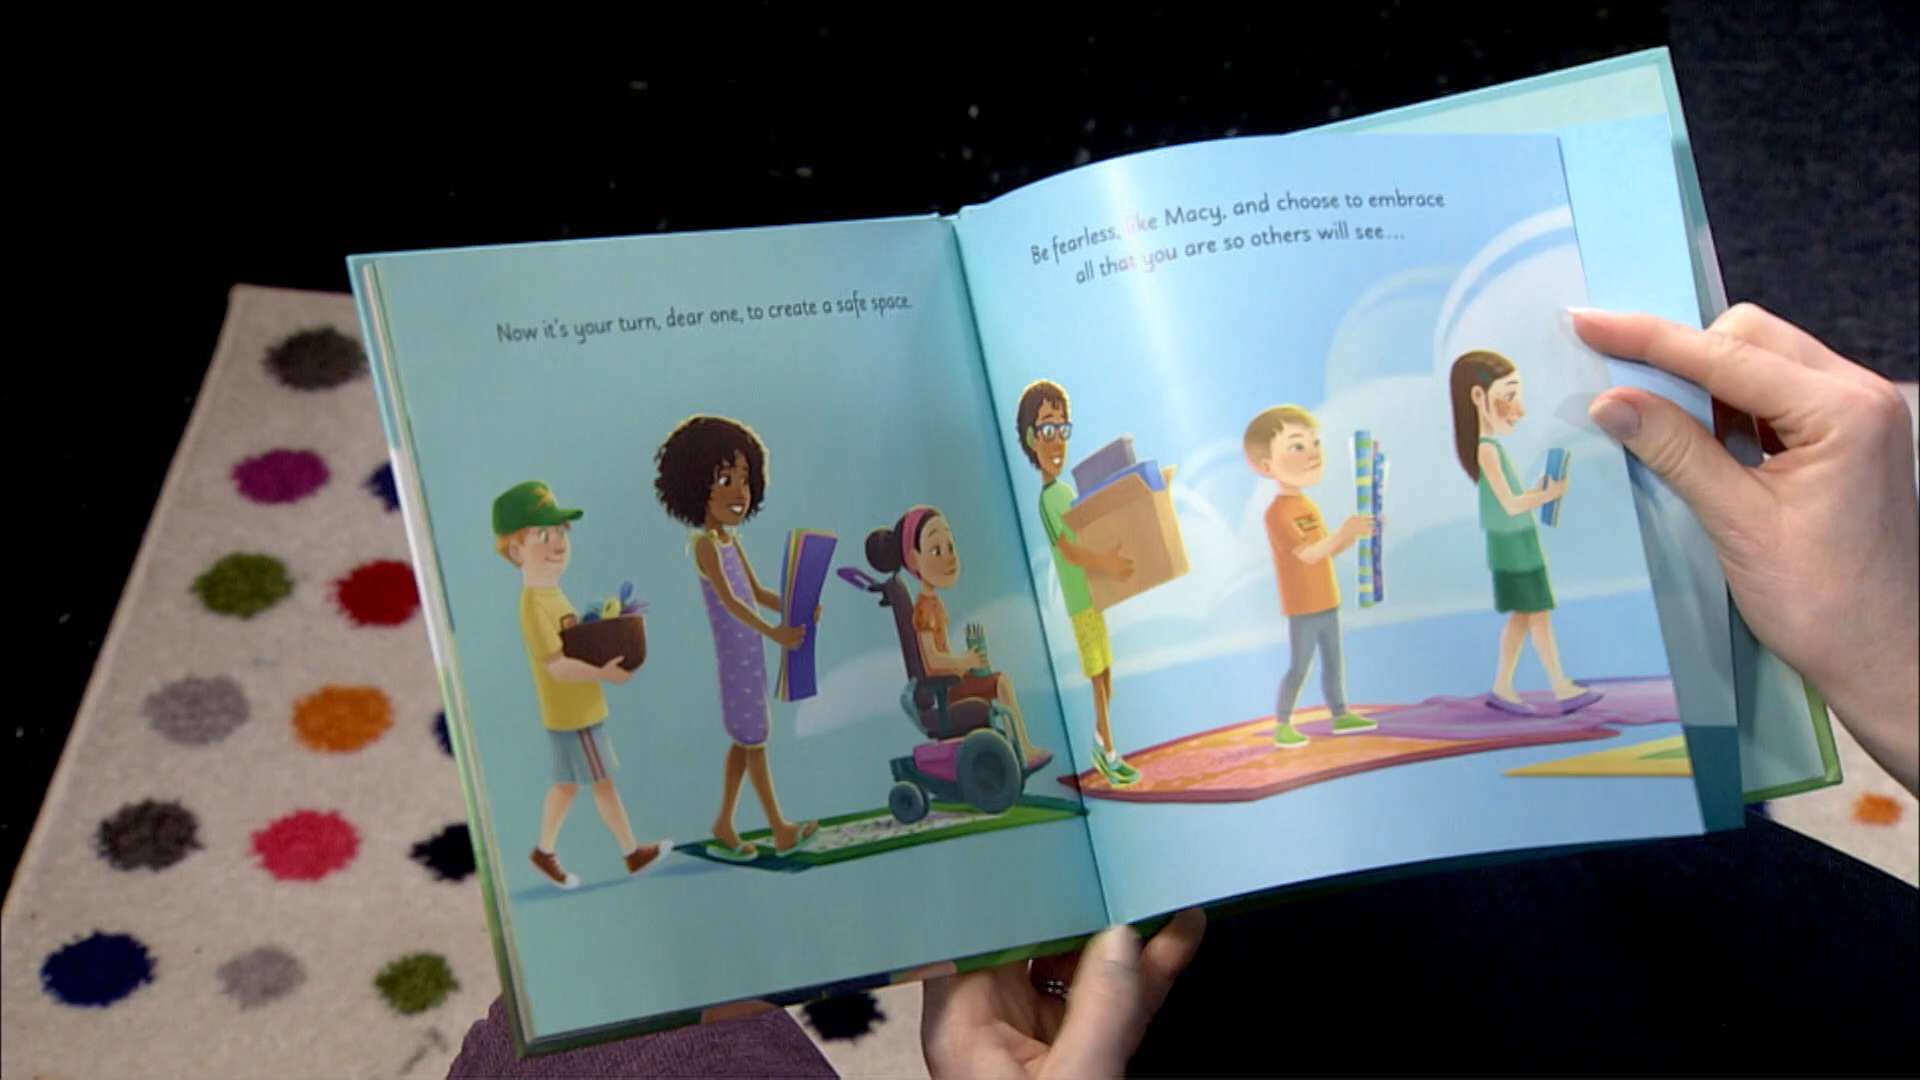 Now it's your turn, dear one, to create a safe space.
Be fearless, like Macy, and choose to embrace
all that you are so others will see...